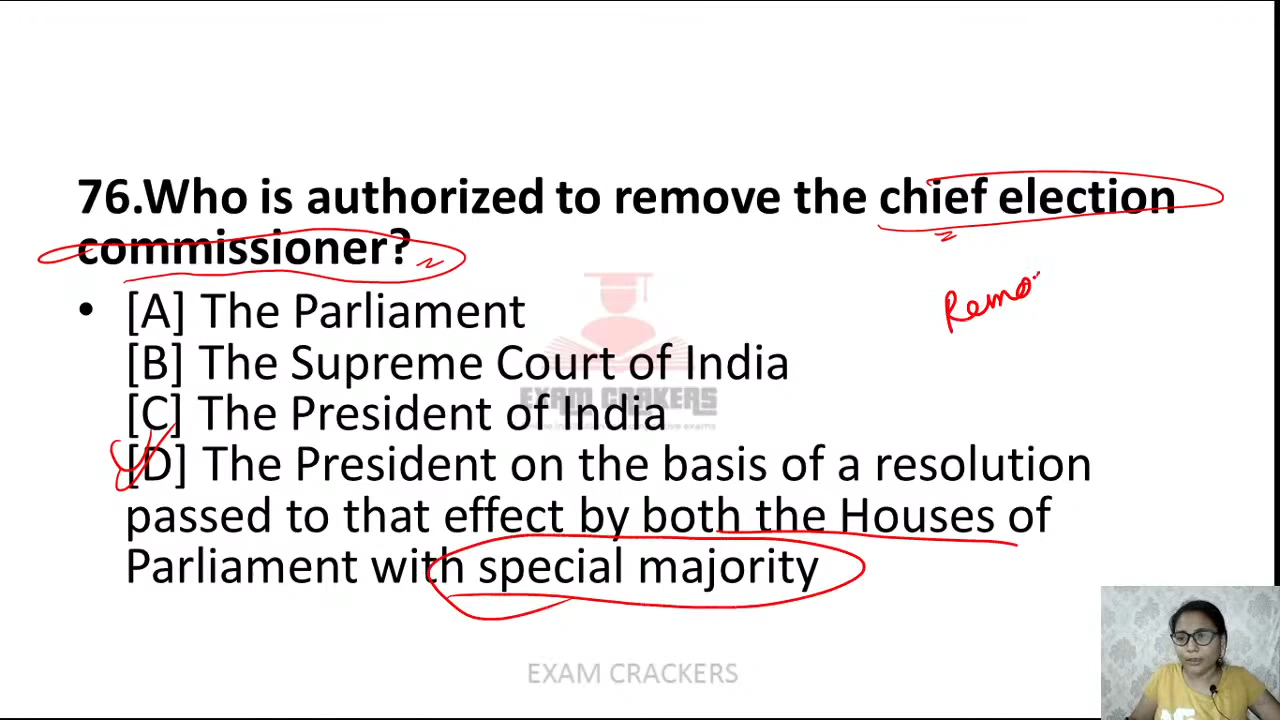 76.Who is authorized to remove the chief election
commissioner?
Remo
• [A] The Parliament
[B] The Supreme Court of India
EXAM CRAKERS
[C] The President of India
[D] The President on the basis of a resolution
passed to that effect by both the Houses of
Parliament with special majority
EXAM CRACKERS